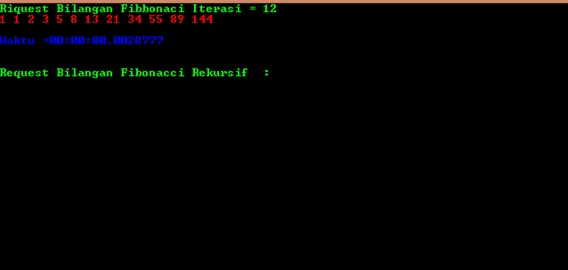 Riquest Bilangan Fibbonaci Iterasi = 12
1 1 2 3 5 8 13 21 34 55 89 144
Waktu =00:00:00.0020777
Request Bilangan Fibonacci Rekursif :